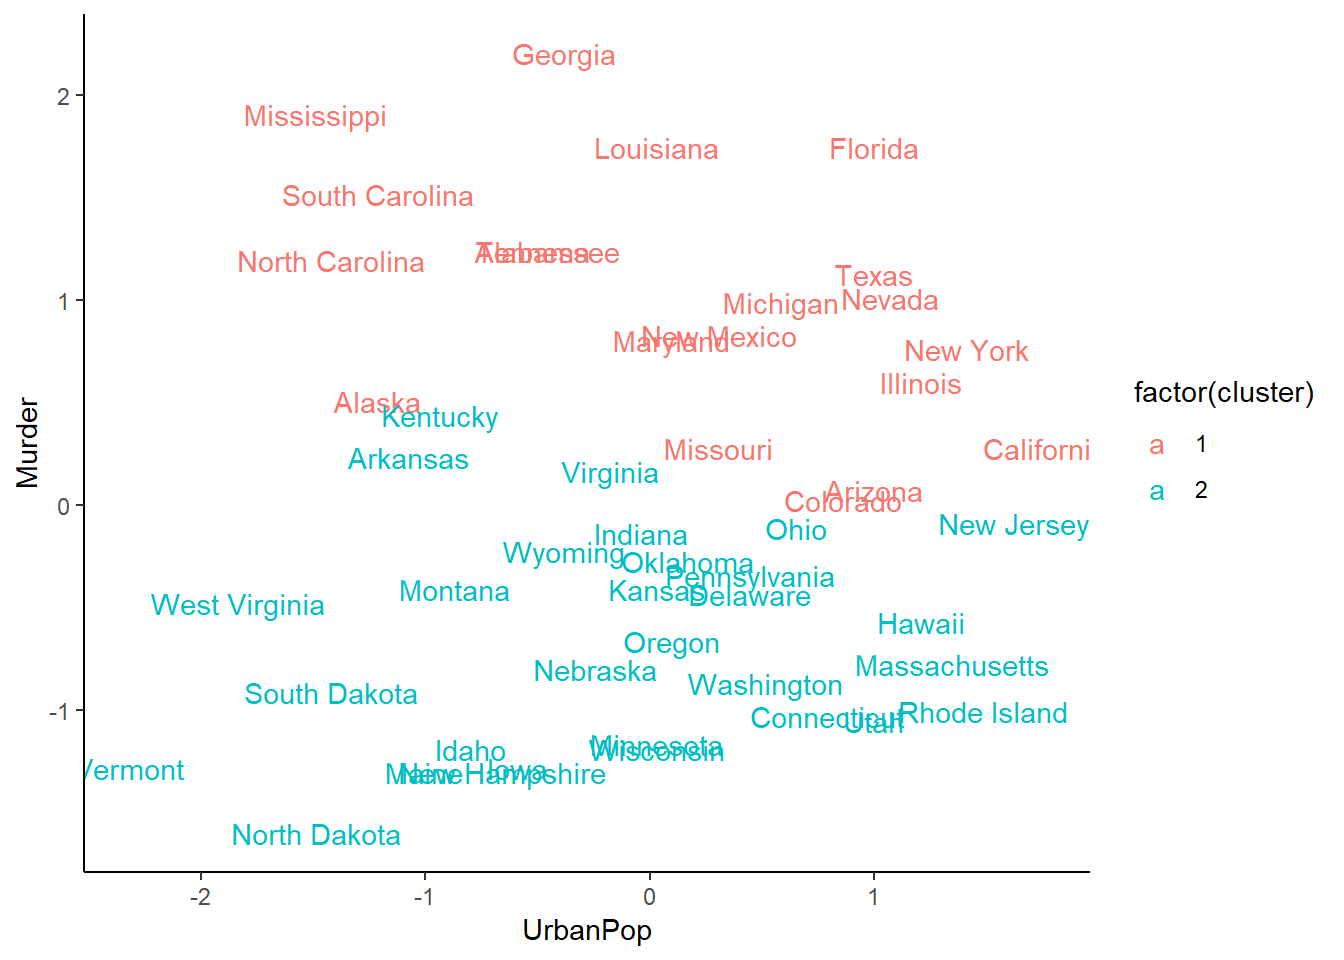 Georgia
2
Mississippi
Louisiana
Florida
South Carolina
Alabama
Tennessee
North Carolina
Texas
1
Michigan
Nevada
New Mexico
Maryland
New York
Illinois
factor(cluster)
Alaska
Kentucky
Murder
Missouri
Californi
a 1
Arkansas
Virginia
Arizona
a 2
0
Colorado
Ohio
New Jersey
Indiana
Wyoming
Oklahoma
Pennsylvania
Montana
Kansas
Delaware
West Virginia
Hawaii
Oregon
Massachusetts
Nebraska
Washington
South Dakota
-1
Connecticut
Utah
Rhode Island
Minnesota
Wisconsin
Idaho
Vermont
Iowa
Maine
New Hampshire
North Dakota
-2 -1 0 1
UrbanPop